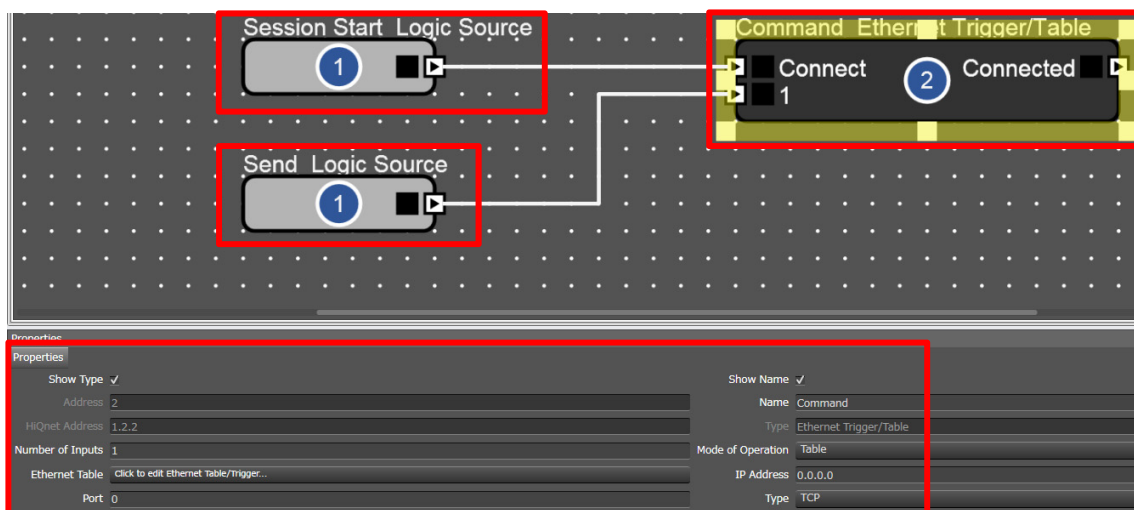 Session Start Logic Source
1
Command Ethernet Trigger/Table
Connect
2
Connected
1
Send Logic Source
1
Properties
Properties
Show Type
Show Name
Address 2
Name Command
HiQnet Address 1.2.2
Type Ethernet Trigger/Table
Number of Inputs 1
Mode of Operation Table
Ethernet Table Click to edit Ethernet Table/Trigger...
IP Address 0.0.0.0
Port 0
Type TCP